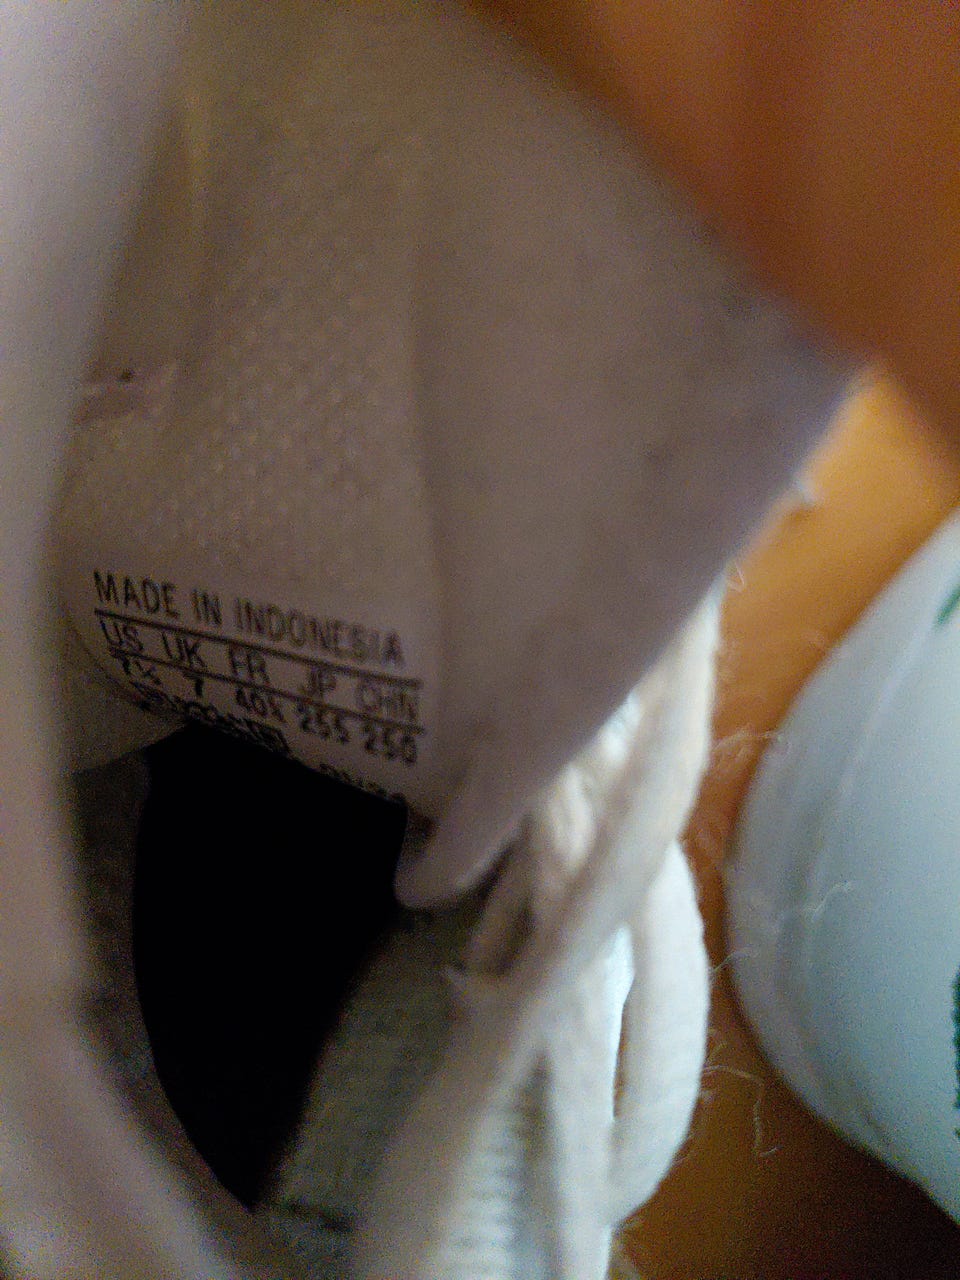 MADE IN INDONESIA
US UK FR JP CHN
7½ 7 40⅔ 255 250